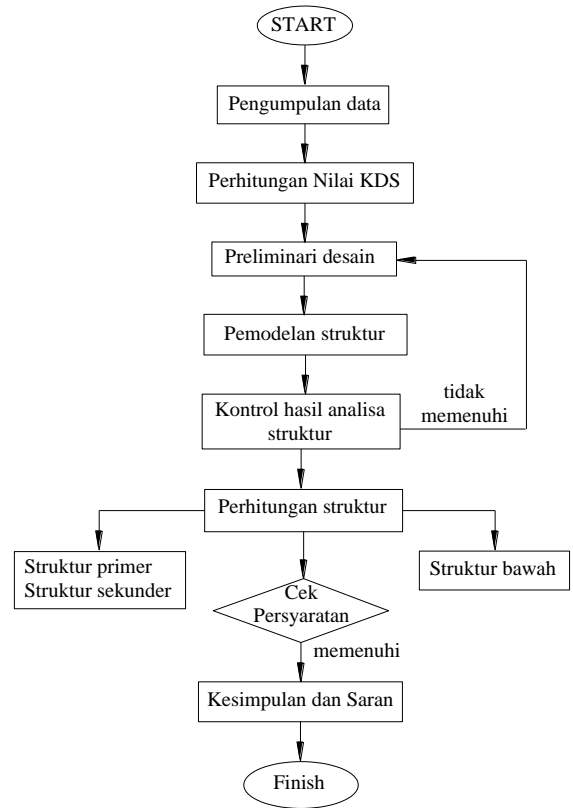 START
Pengumpulan data
Perhitungan Nilai KDS
Preliminari desain
Pemodelan struktur
tidak
memenuhi
Kontrol hasil analisa
struktur
Perhitungan struktur
Struktur primer
Struktur sekunder
Struktur bawah
Cek
Persyaratan
memenuhi
Kesimpulan dan Saran
Finish